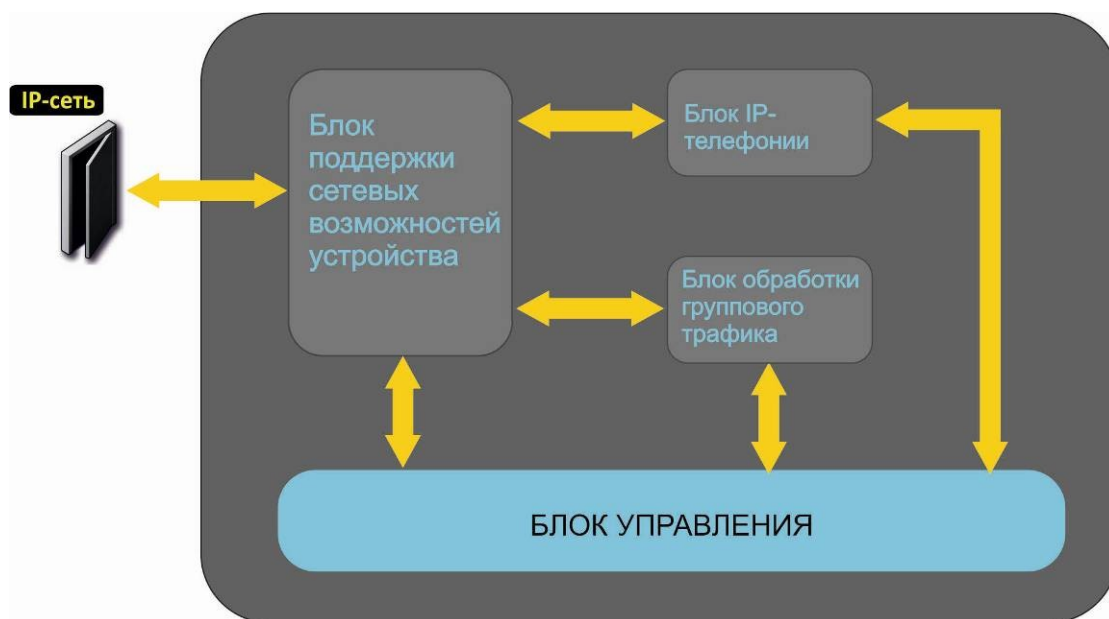 IP-сеть
Блок
поддержки
сетевых
возможностей
устройства
Блок IP-
телефонии
Блок обработки
группового
трафика
БЛОК УПРАВЛЕНИЯ